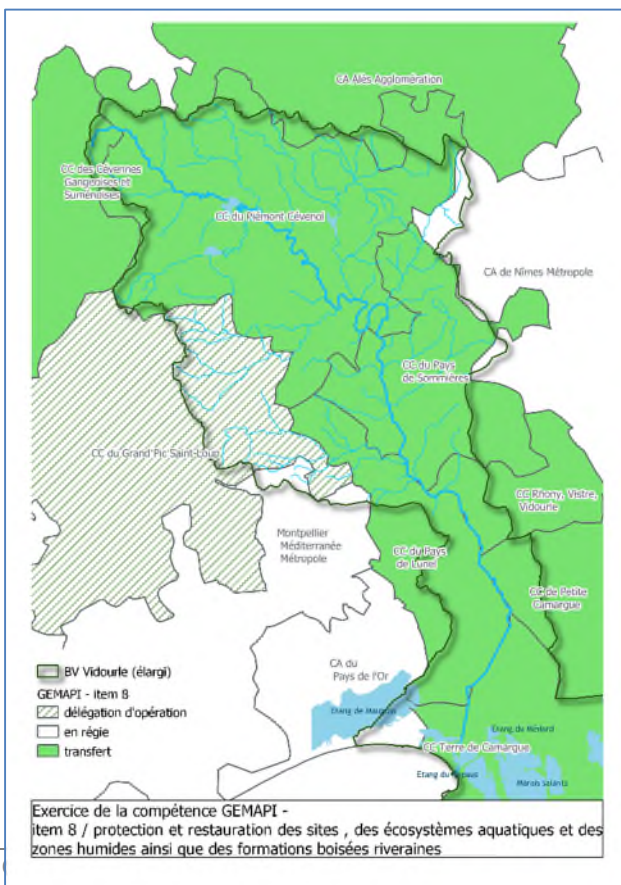 CA Alès Agglomération
CC des Cévennes
Gangeoises et
Suménoises
CC du Piémont Cévenol
CA de Nîmes Métropole
CC du Pays
de Sommières
CC du Grand Pic Saint-Loup
CC Rhony, Vistre,
Vidourle
Montpellier
Méditerranée
Métropole
CC du Pays
de Lunel
CC de Petite
Camargue
CA du
Pays de l'Or
Etang de Mauguio
CC Terre de Camargue
Etang du
Etang du
Marais Salants
BV Vidourle (élargi)
GEMAPI - item 8
délégation d'opération
en régie
transfert
Exercice de la compétence GEMAPI -
item 8 / protection et restauration des sites , des écosystèmes aquatiques et des
zones humides ainsi que des formations boisées riveraines